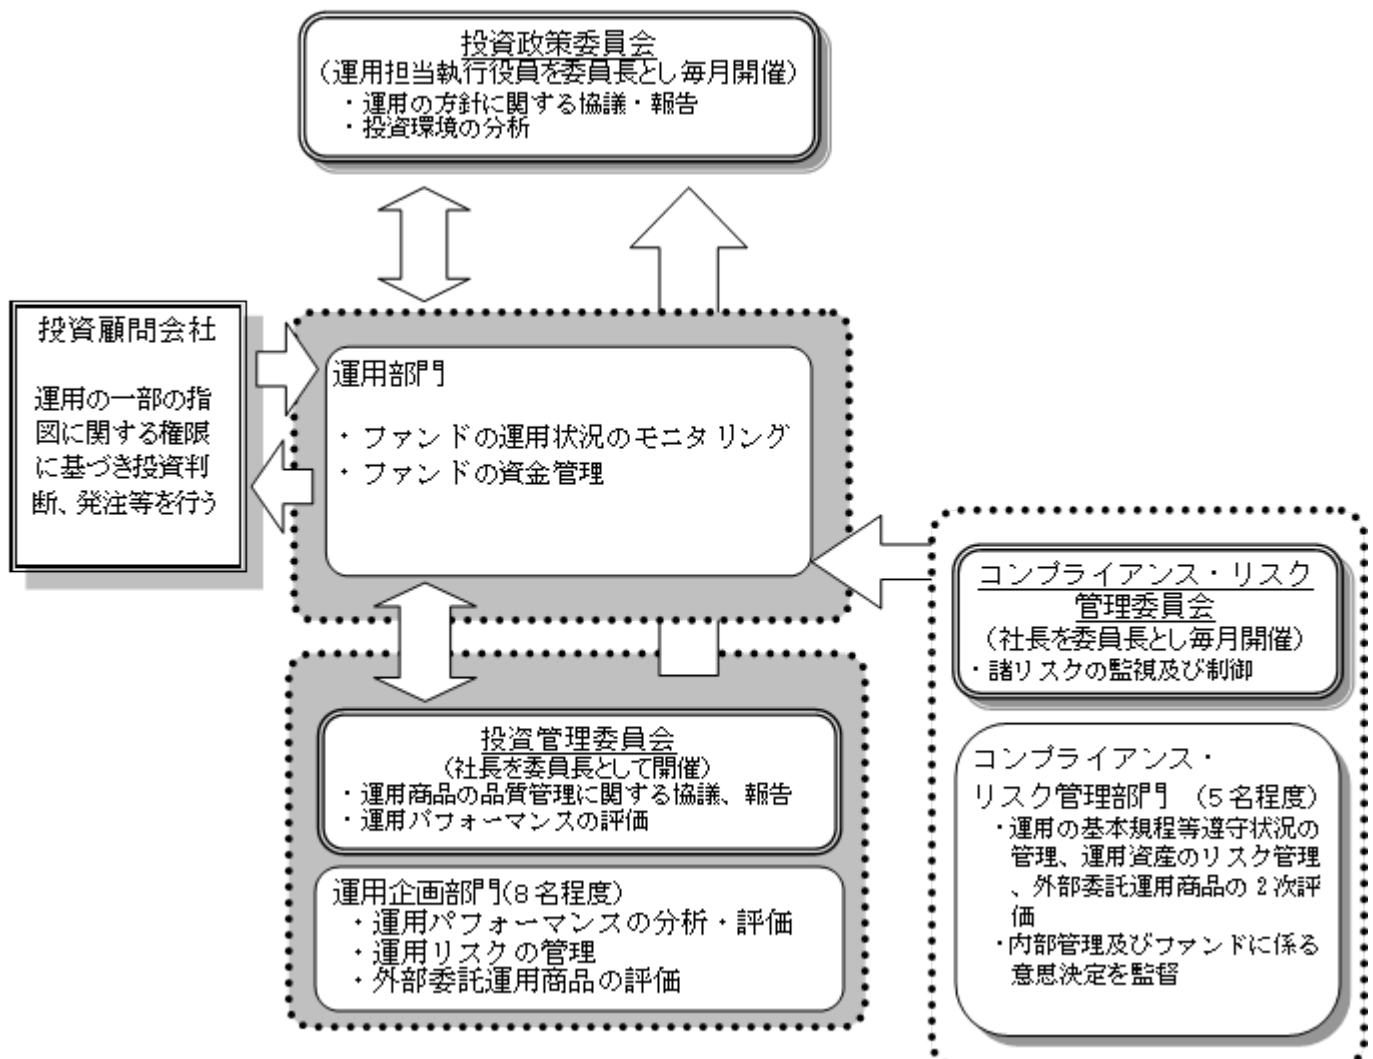 投資政策委員会
(運用担当執行役員を委員長とし毎月開催)
・運用の方針に関する協議・報告
・投資環境の分析
投資顧問会社
運用の一部の指
図に関する権限
に基づき投資判
断、発注等を行う
運用部門
・ファンドの運用状況のモニタリング
・ファンドの資金管理
コンプライアンス・リスク
管理委員会
(社長を委員長とし毎月開催)
・諸リスクの監視及び制御
投資管理委員会
(社長を委員長として開催)
・運用商品の品質管理に関する協議、報告
・運用パフォーマンスの評価
運用企画部門(8名程度)
・運用パフォーマンスの分析・評価
・運用リスクの管理
・外部委託運用商品の評価
コンプライアンス・
リスク管理部門 (5名程度)
・運用の基本規程等遵守状況の
管理、運用資産のリスク管理
、外部委託運用商品の2次評
価
・内部管理及びファンドに係る
意思決定を監督